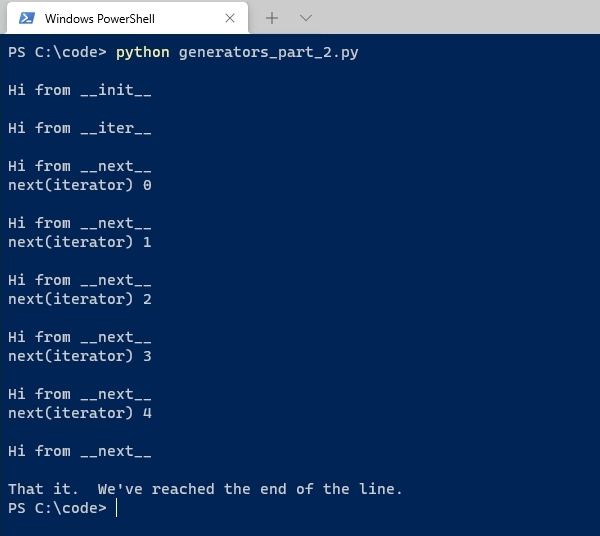 Windows PowerShell
PS C:\code> python generators_part_2.py
Hi from __init__
Hi from __iter__
Hi from __next__
next(iterator) 0
Hi from __next__
next(iterator) 1
Hi from __next__
next(iterator) 2
Hi from __next__
next(iterator) 3
Hi from __next__
next(iterator) 4
Hi from __next__
That it.  We've reached the end of the line.
PS C:\code>